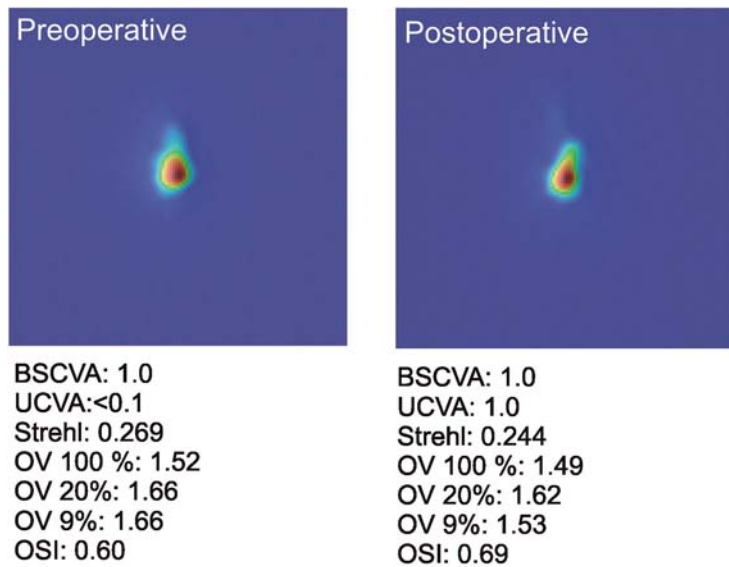 Preoperative
BSCVA: 1.0
UCVA:<0.1
Strehl: 0.269
OV 100 %: 1.52
OV 20%: 1.66
OV 9%: 1.66
OSI: 0.60
Postoperative
BSCVA: 1.0
UCVA: 1.0
Strehl: 0.244
OV 100 %: 1.49
OV 20%: 1.62
OV 9%: 1.53
OSI: 0.69